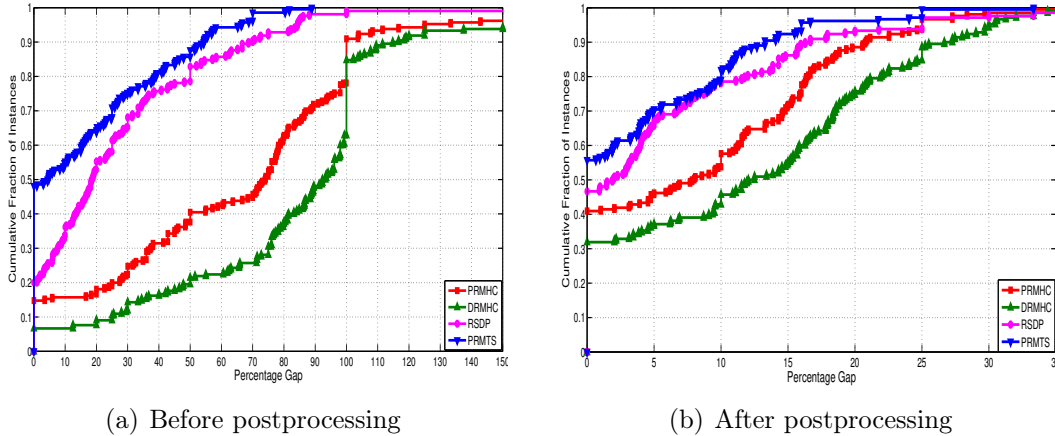 1
0.9
0.8
0.7
0.6
0.5
0.4
0.3
0.2
0.1
0
Cumulative Fraction of Instances
0 10 20 30 40 50 60 70 80 90 100 110 120 130 140 150
Percentage Gap
PRMHC
DRMHC
RSDP
PRMTS
(a) Before postprocessing
1
0.9
0.8
0.7
0.6
0.5
0.4
0.3
0.2
0.1
0
Cumulative Fraction of Instances
0 5 10 15 20 25 30 35
Percentage Gap
PRMHC
DRMHC
RSDP
PRMTS
(b) After postprocessing